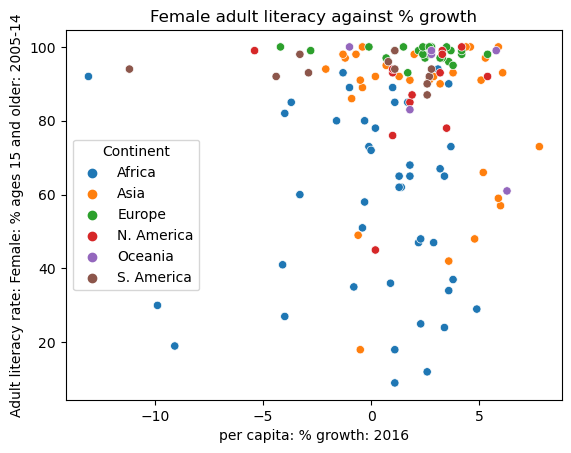 Female adult literacy against % growth
Adult literacy rate: Female: % ages 15 and older: 2005-14
100
80
60
40
20
Continent
Africa
Asia
Europe
N. America
Oceania
S. America
−10
−5
0
5
per capita: % growth: 2016